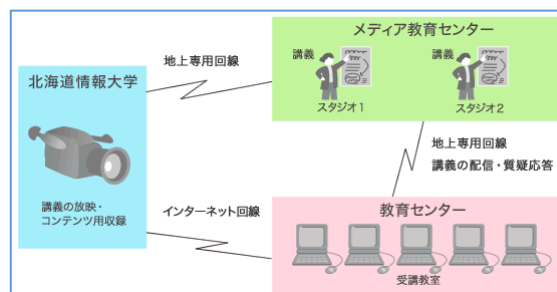 北海道情報大学
講義の放映・
コンテンツ用収録
地上専用回線
インターネット回線
メディア教育センター
講義
スタジオ1
講義
スタジオ2
地上専用回線
講義の配信・質疑応答
教育センター
受講教室